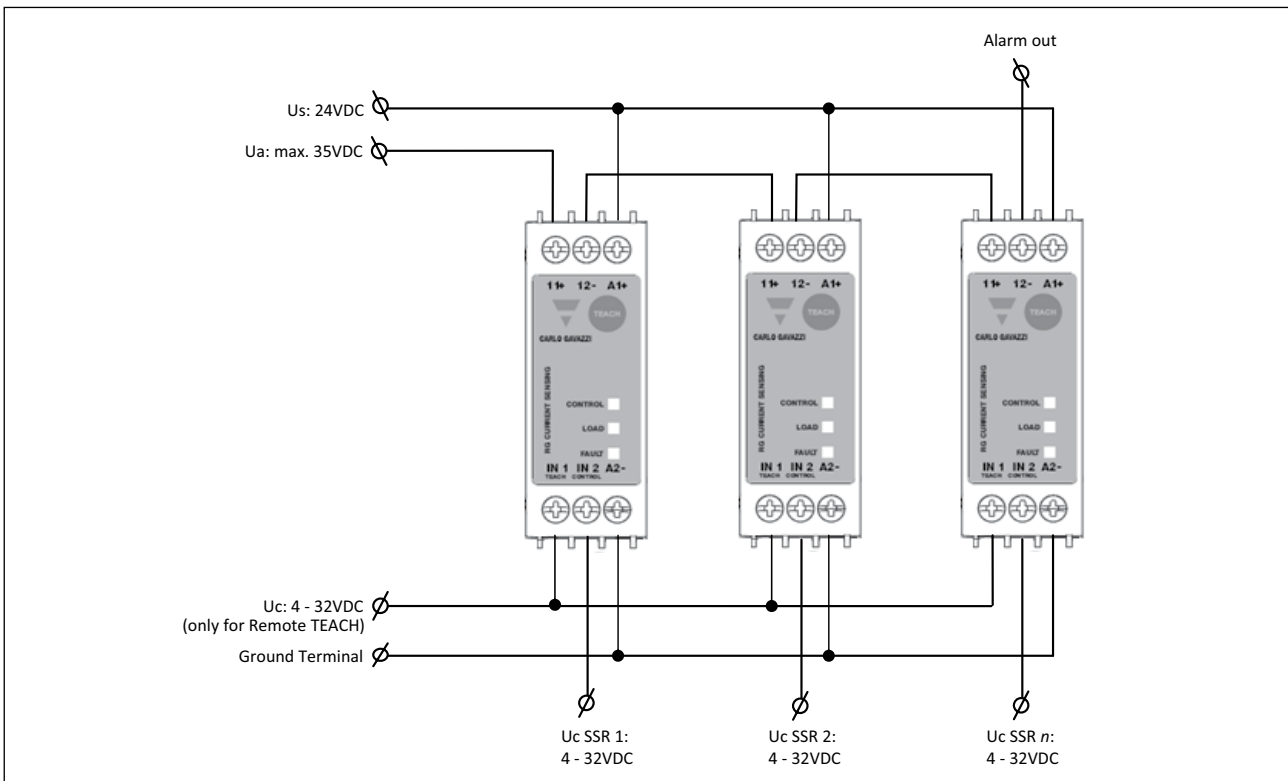 Alarm out
Us: 24VDC
Ua: max. 35VDC
11+ 12- A1+
TEACH
CARLO GAVAZZI
RG CURRENT SENSING
CONTROL
LOAD
FAULT
IN 1 IN 2 A2-
TEACH CONTROL
11+ 12- A1+
TEACH
CARLO GAVAZZI
RG CURRENT SENSING
CONTROL
LOAD
FAULT
IN 1 IN 2 A2-
TEACH CONTROL
11+ 12- A1+
TEACH
CARLO GAVAZZI
RG CURRENT SENSING
CONTROL
LOAD
FAULT
IN 1 IN 2 A2-
TEACH CONTROL
Uc: 4 - 32VDC
(only for Remote TEACH)
Ground Terminal
Uc SSR 1:
4 - 32VDC
Uc SSR 2:
4 - 32VDC
Uc SSR n:
4 - 32VDC